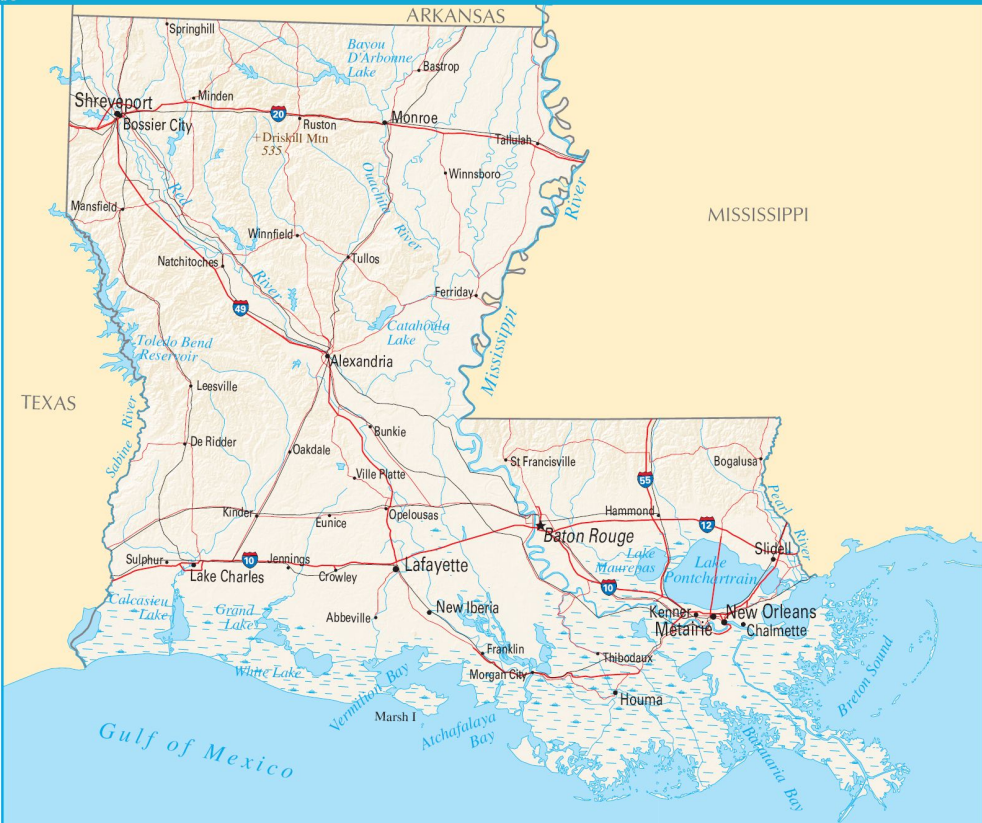 ARKANSAS
Springhill
Bayou
D'Arbonne
Lake
Bastrop
Shreveport
Minden
Bossier City
20
Ruston
Monroe
+Driskill Mtn
535
Tallulah
Winnsboro
Red
Ouachita
River
River
MISSISSIPPI
Mansfield
Winnfield
Natchitoches
Tullos
River
Ferriday
49
Catahoula
Lake
Mississippi
Toledo Bend
Reservoir
Alexandria
TEXAS
Leesville
Sabine River
Bunkie
De Ridder
Oakdale
St Francisville
Bogalusa
Ville Platte
55
Pearl
River
Kinder
Eunice
Opelousas
Hammond
12
Baton Rouge
Slidell
Sulphur
10
Jennings
Lafayette
Lake
Maurepas
Lake
Pontchartrain
Lake Charles
Crowley
10
Calcasieu
Lake
Grand
Lake
Abbeville
New Iberia
Kenner
New Orleans
Metairie
Chalmette
Franklin
Thibodaux
White Lake
Morgan City
Vermilion Bay
Houma
Breton Sound
Marsh I
Atchafalaya
Bay
Gulf of Mexico
Barataria Bay